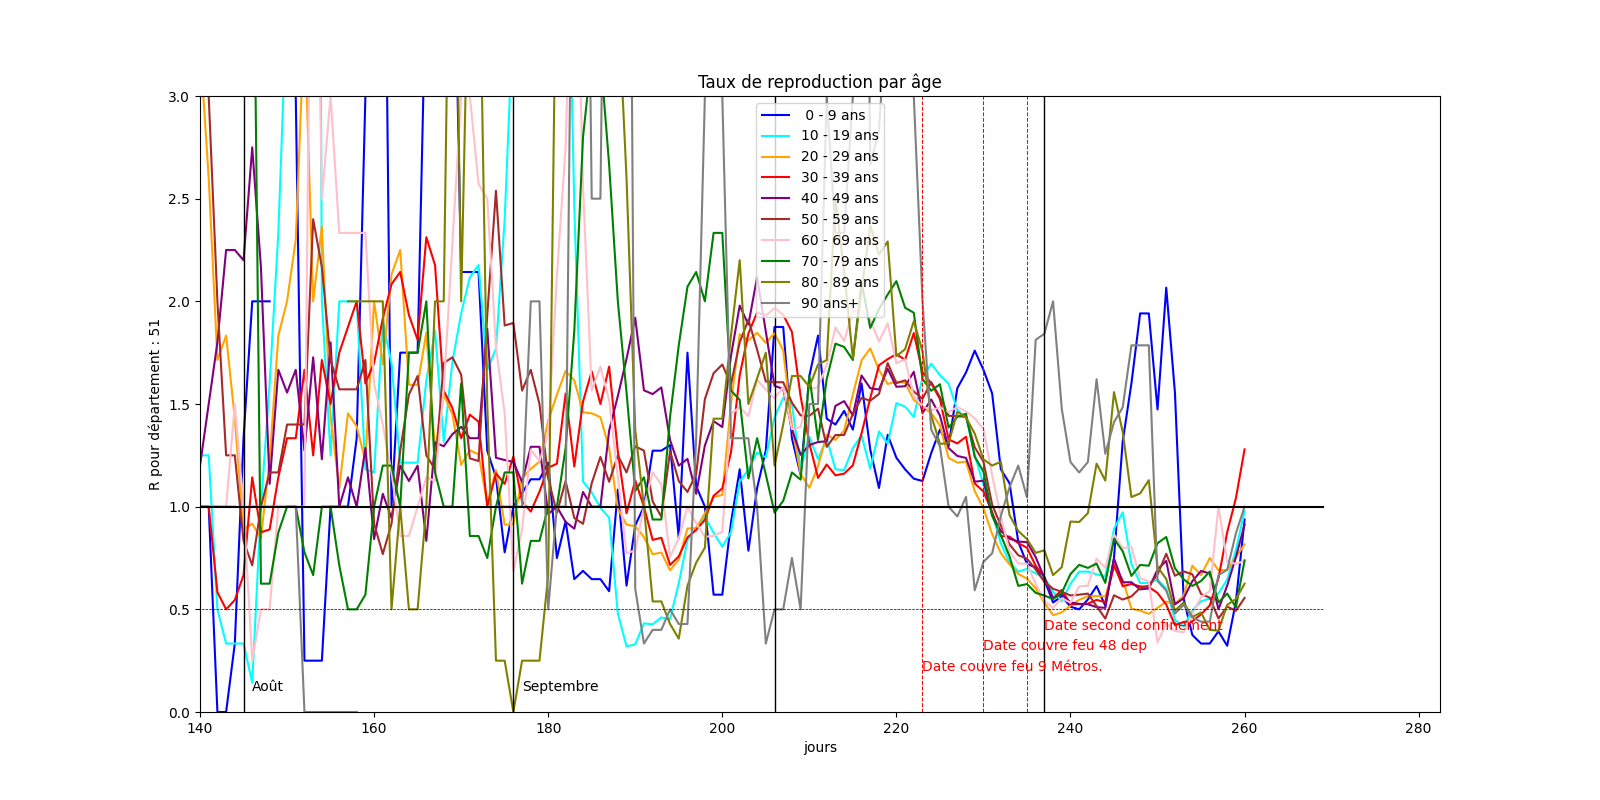 Taux de reproduction par âge
3.0
2.5
2.0
1.5
1.0
0.5
0.0
R pour département : 51
0 - 9 ans
10 - 19 ans
20 - 29 ans
30 - 39 ans
40 - 49 ans
50 - 59 ans
60 - 69 ans
70 - 79 ans
80 - 89 ans
90 ans+
Date second confinement
Date couvre feu 48 dep
Date couvre feu 9 Métros.
Août
Septembre
140
160
180
200
220
240
260
280
jours